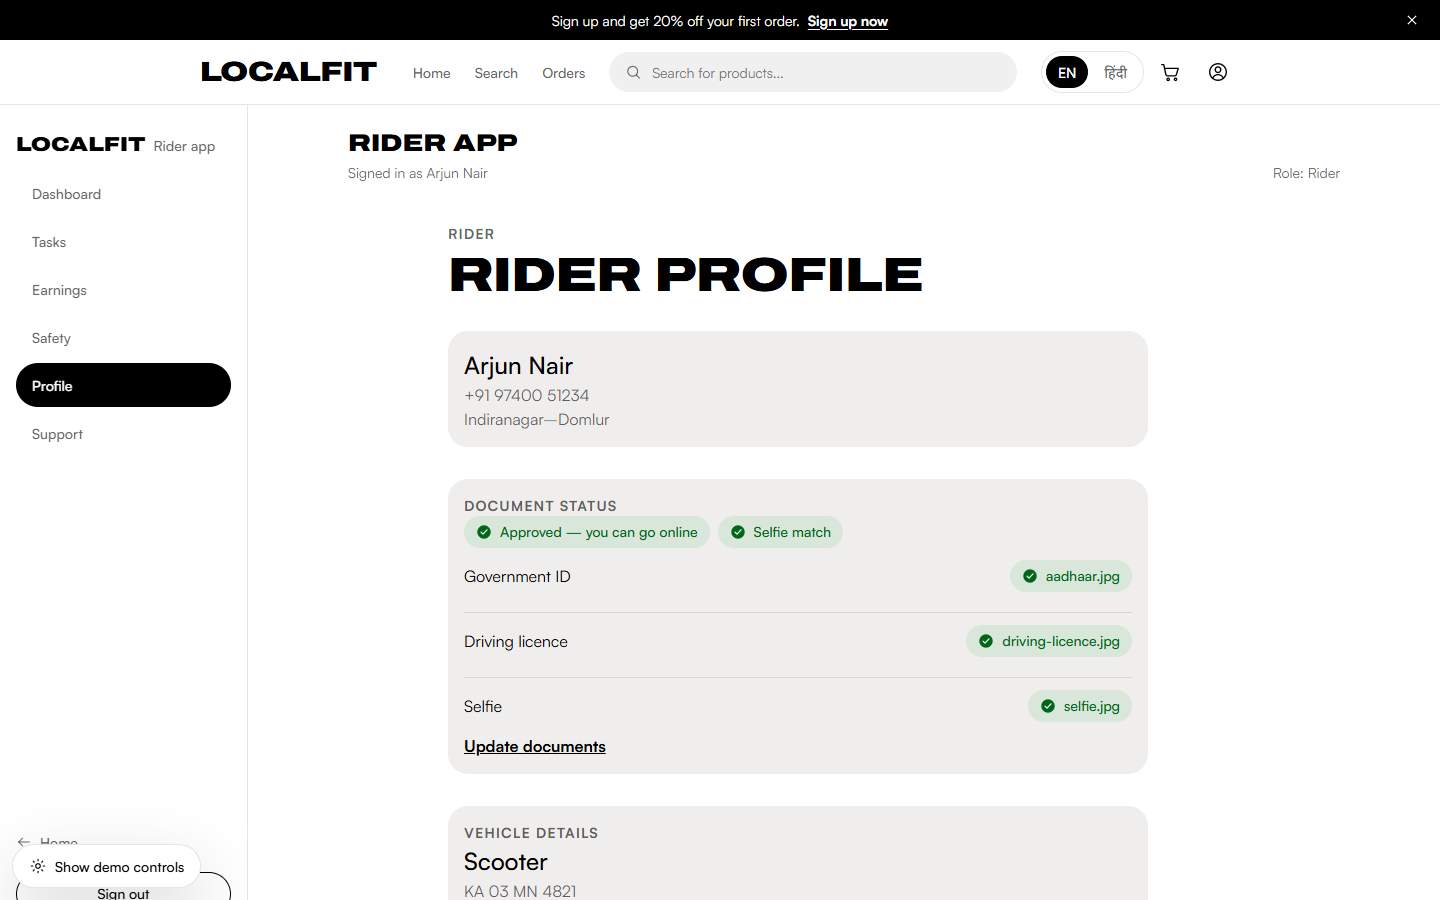 Sign up and get 20% off your first order. Sign up now
LOCALFIT
Home
Search
Orders
Search for products...
EN
हिंदी
LOCALFIT Rider app
Dashboard
Tasks
Earnings
Safety
Profile
Support
Home
Show demo controls
Sign out
RIDER APP
Signed in as Arjun Nair
Role: Rider
RIDER
RIDER PROFILE
Arjun Nair
+91 97400 51234
Indiranagar—Domlur
DOCUMENT STATUS
Approved — you can go online
Selfie match
Government ID
aadhaar.jpg
Driving licence
driving-licence.jpg
Selfie
selfie.jpg
Update documents
VEHICLE DETAILS
Scooter
KA 03 MN 4821